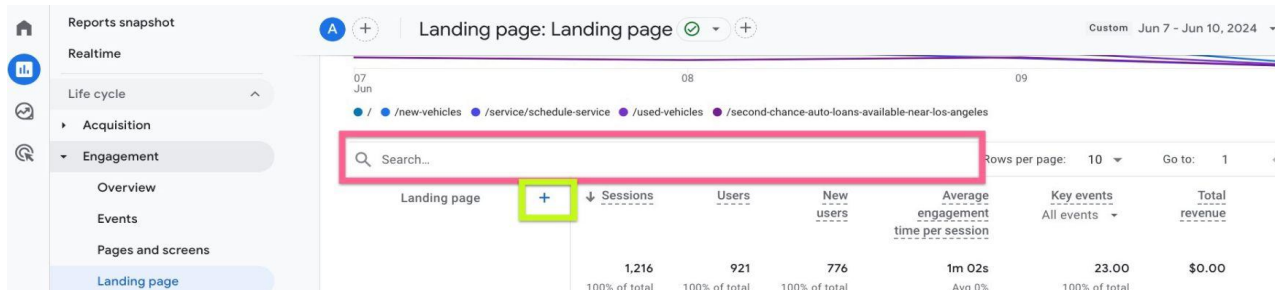 Reports snapshot
Realtime
Life cycle
Acquisition
Engagement
Overview
Events
Pages and screens
Landing page
A
Landing page: Landing page
Custom Jun 7 - Jun 10, 2024
07
Jun
08
09
/ /new-vehicles /service/schedule-service /used-vehicles /second-chance-auto-loans-available-near-los-angeles
Search...
Rows per page: 10
Go to: 1
Landing page + ↓ Sessions Users New users Average engagement time per session Key events Total revenue
All events
1,216 921 776 1m 02s 23.00 $0.00
100% of total 100% of total 100% of total Avg 0% 100% of total